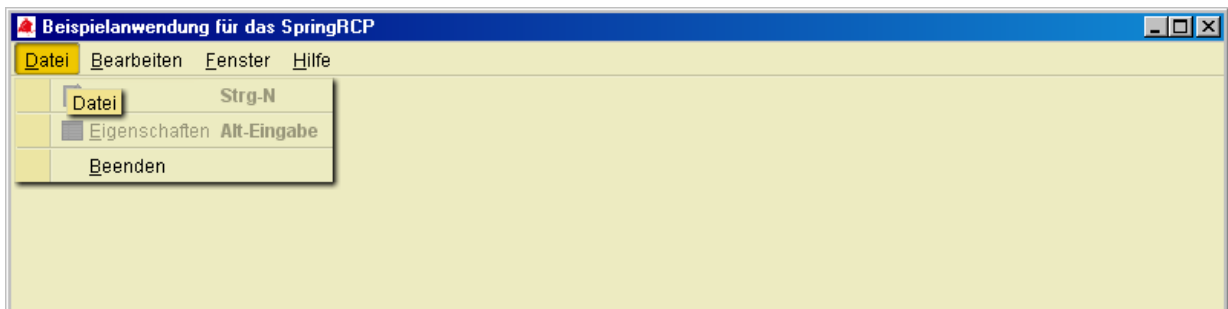 Beispielanwendung für das SpringRCP
Datei Bearbeiten Fenster Hilfe
Datei Strg-N
Eigenschaften Alt-Eingabe
Beenden